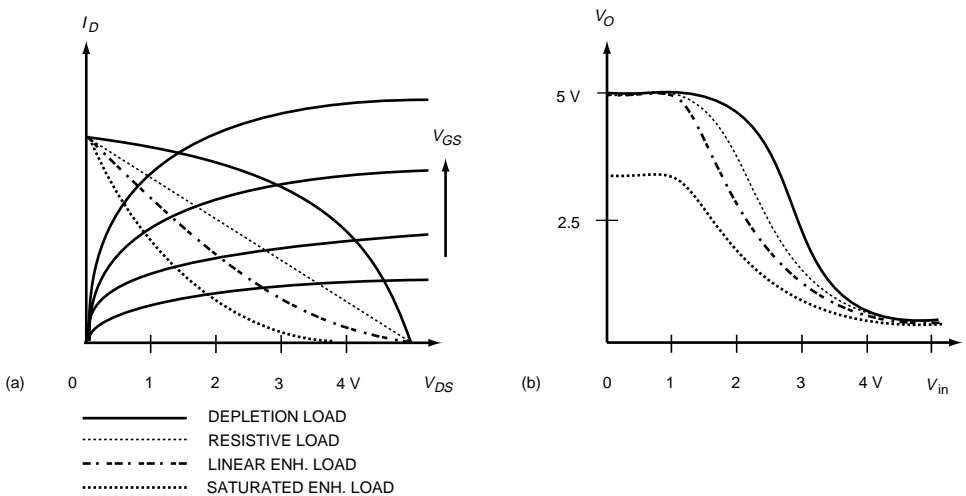 I_D
V_GS
(a)
0 1 2 3 4 V V_DS
V_O
5 V
2.5
(b)
0 1 2 3 4 V V_in
DEPLETION LOAD
RESISTIVE LOAD
LINEAR ENH. LOAD
SATURATED ENH. LOAD